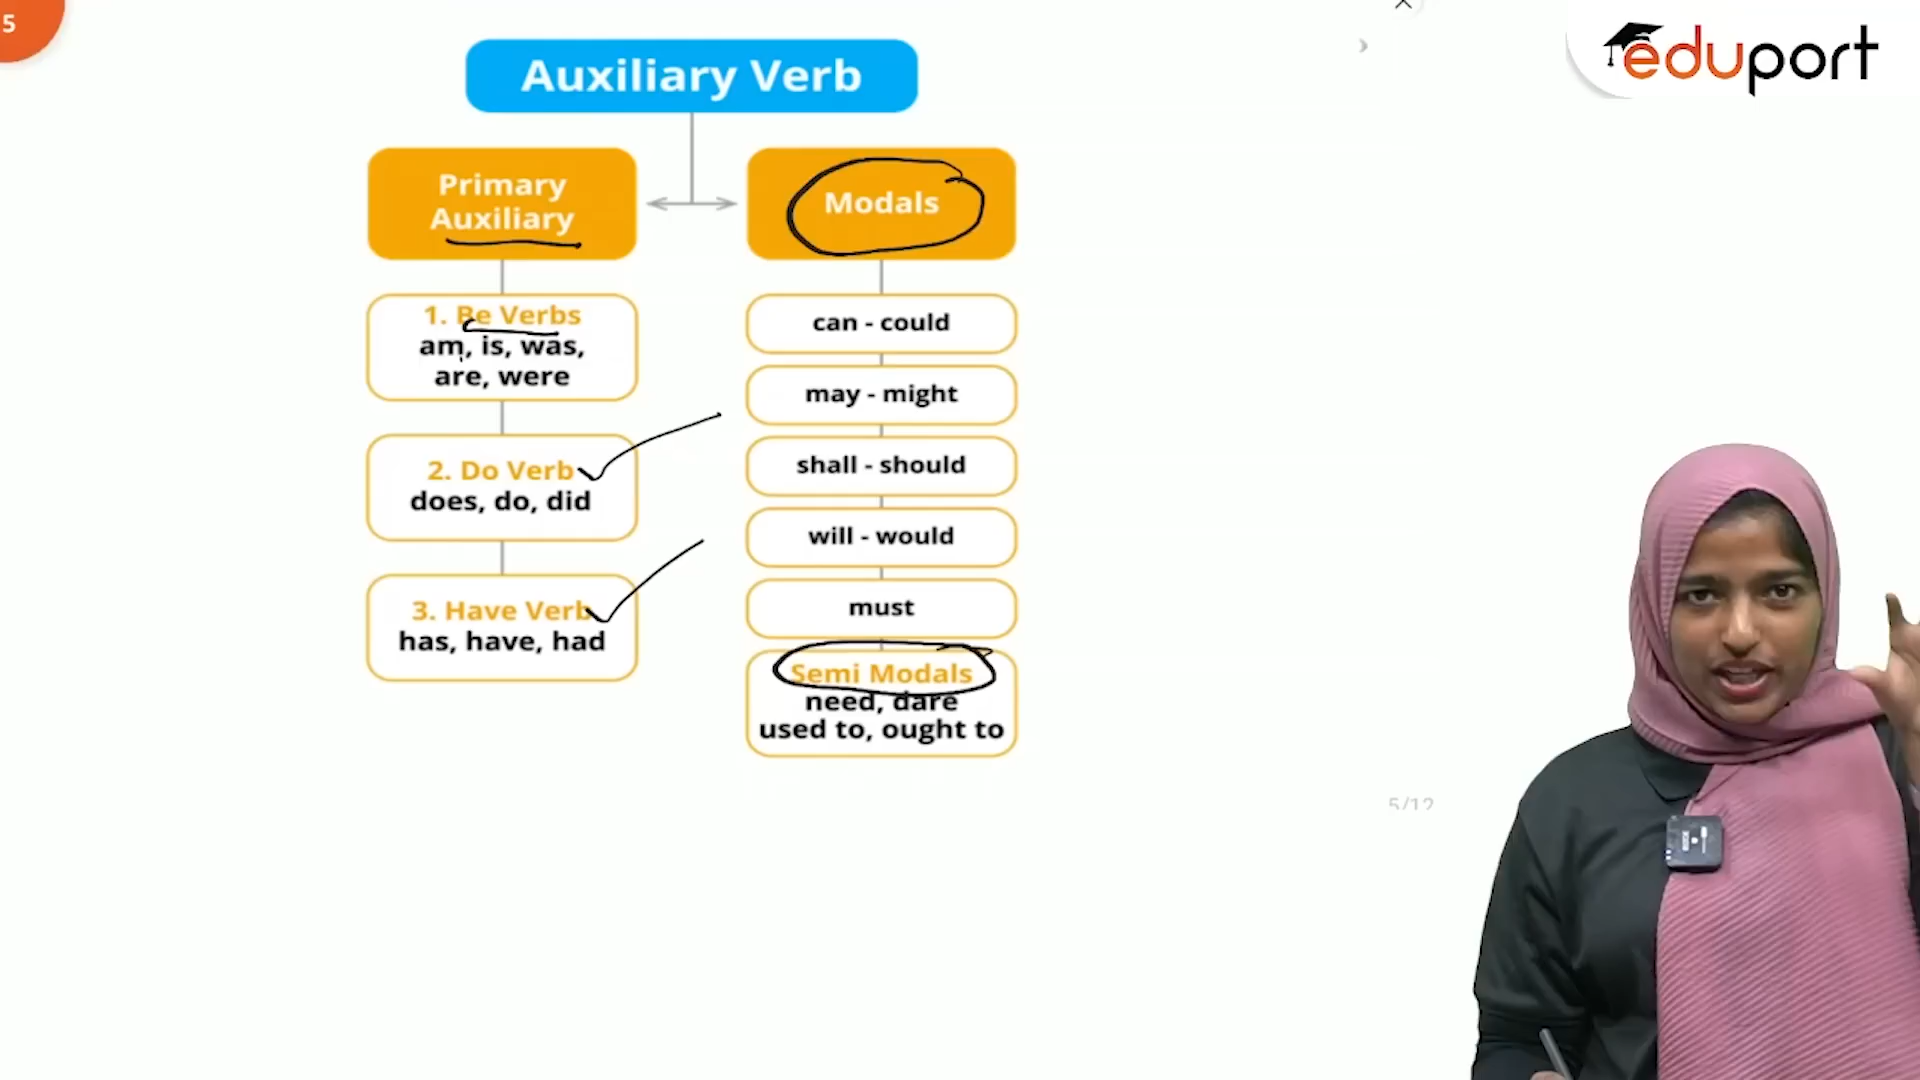 5
eduport
Auxiliary Verb
Primary
Auxiliary
1. Be Verbs
am, is, was,
are, were
2. Do Verb
does, do, did
3. Have Verb
has, have, had
Modals
can - could
may - might
shall - should
will - would
must
Semi Modals
need, dare
used to, ought to
5/12